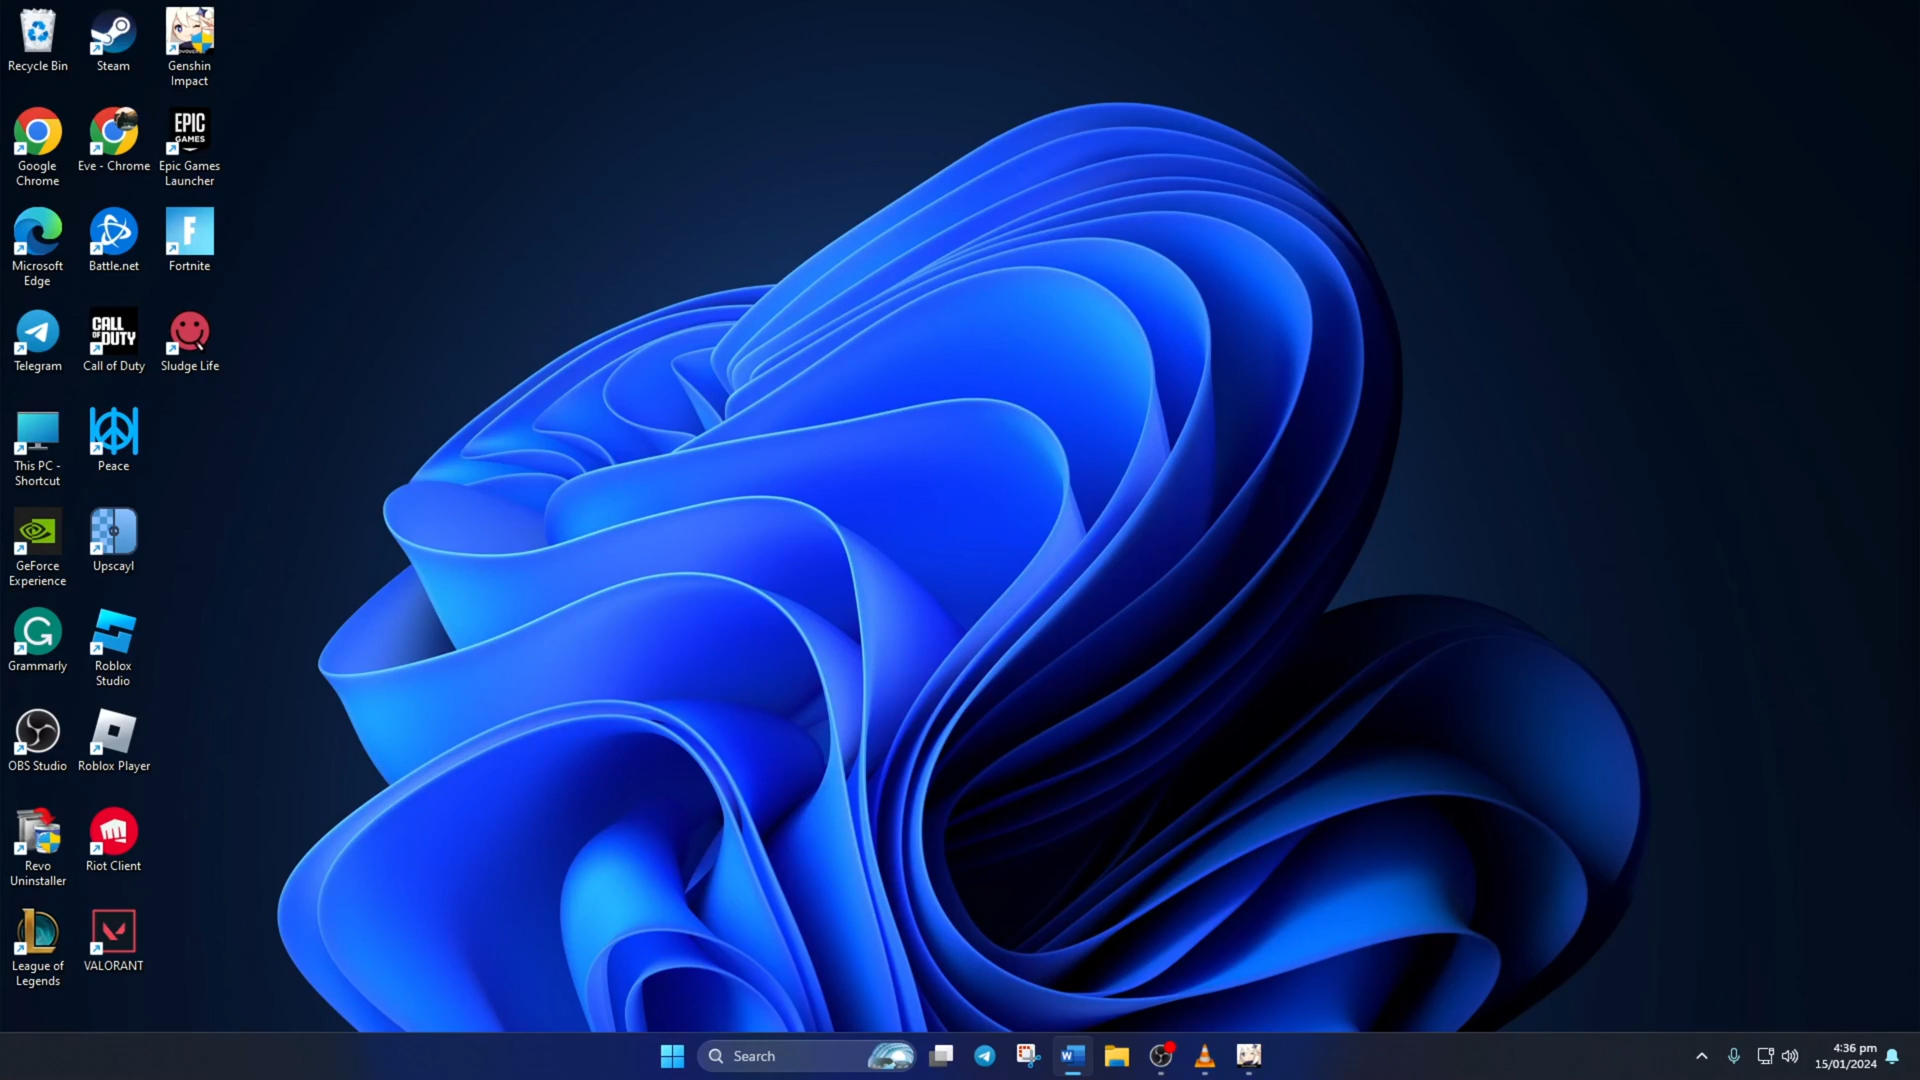 Recycle Bin
Steam
Genshin
Impact
Google
Chrome
Eve - Chrome
EPIC
GAMES
Epic Games
Launcher
Microsoft
Edge
Battle.net
F
Fortnite
Telegram
CALL
OF DUTY
Call of Duty
Sludge Life
This PC -
Shortcut
Peace
GeForce
Experience
Upscayl
G
Grammarly
Roblox
Studio
OBS Studio
Roblox Player
Revo
Uninstaller
Riot Client
L
League of
Legends
VALORANT
Search
W
4:36 pm
15/01/2024